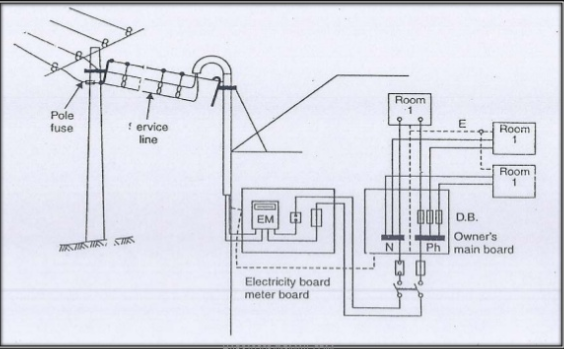 Pole
fuse
ervice
line
EM
Electricity board
meter board
Room
1
E
Room
1
Room
1
D.B.
N
Ph
Owner's
main board